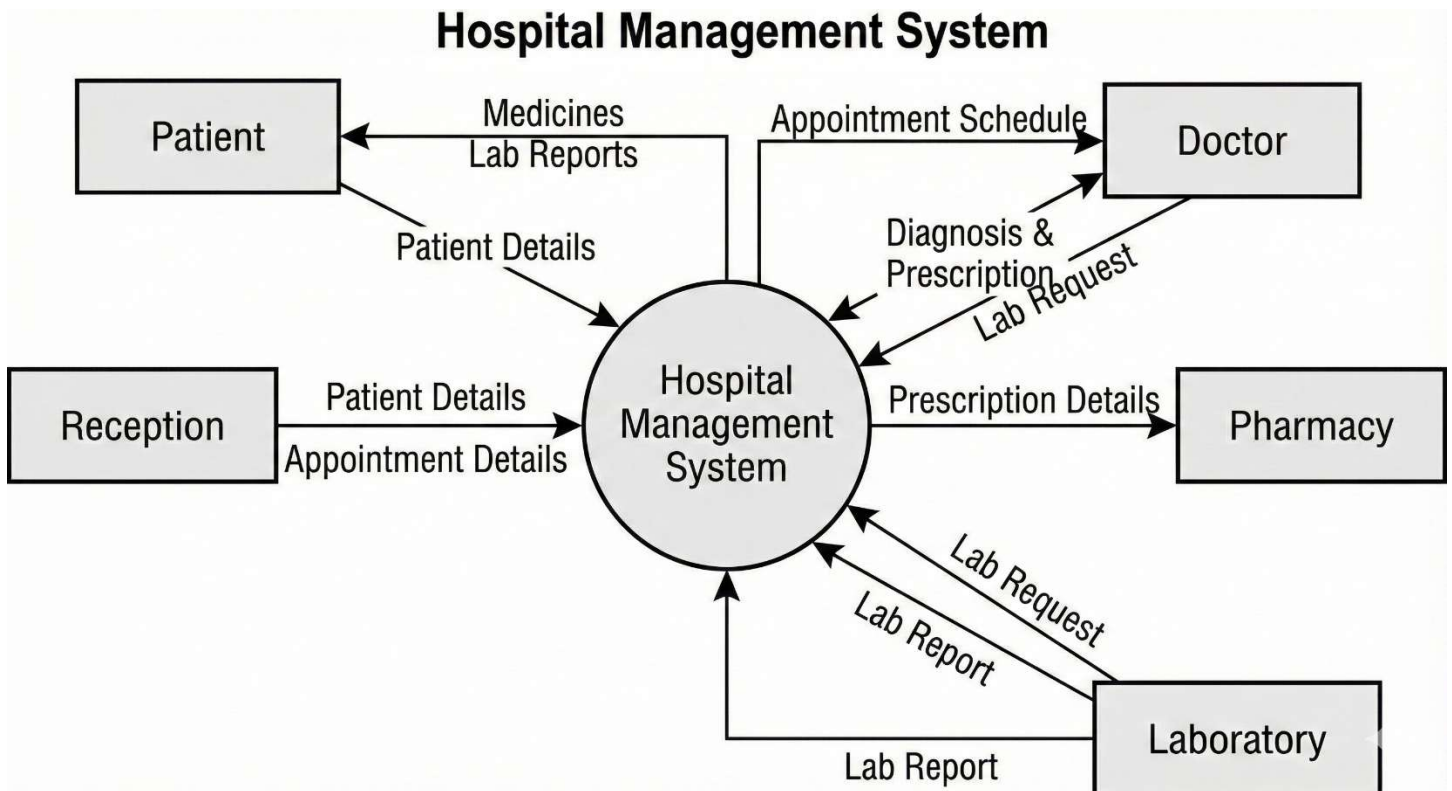 Hospital Management System
Patient
Medicines
Lab Reports
Appointment Schedule
Doctor
Patient Details
Diagnosis &
Prescription
Lab Request
Reception
Patient Details
Appointment Details
Hospital
Management
System
Prescription Details
Pharmacy
Lab Request
Lab Report
Lab Report
Laboratory